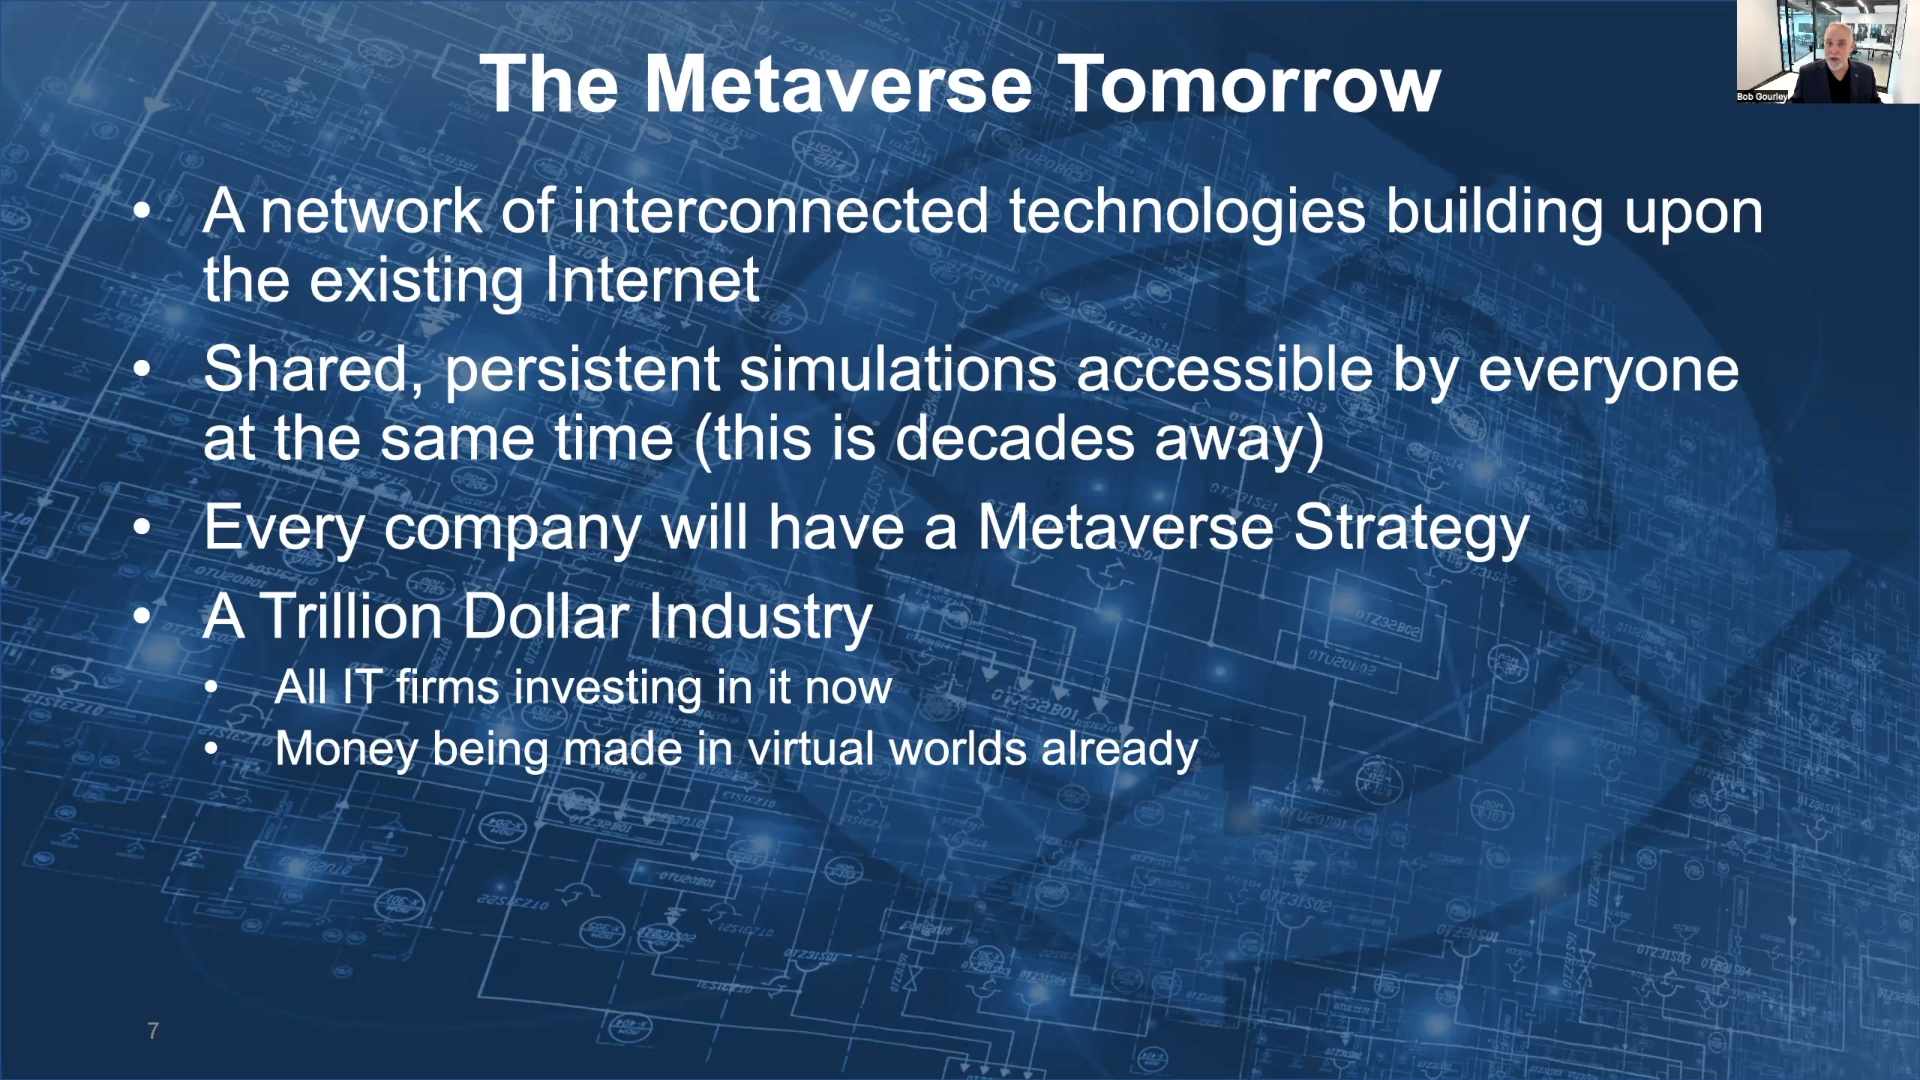 The Metaverse Tomorrow
Bob Gourley
• A network of interconnected technologies building upon
the existing Internet
• Shared, persistent simulations accessible by everyone
at the same time (this is decades away)
• Every company will have a Metaverse Strategy
• A Trillion Dollar Industry
• All IT firms investing in it now
• Money being made in virtual worlds already
7